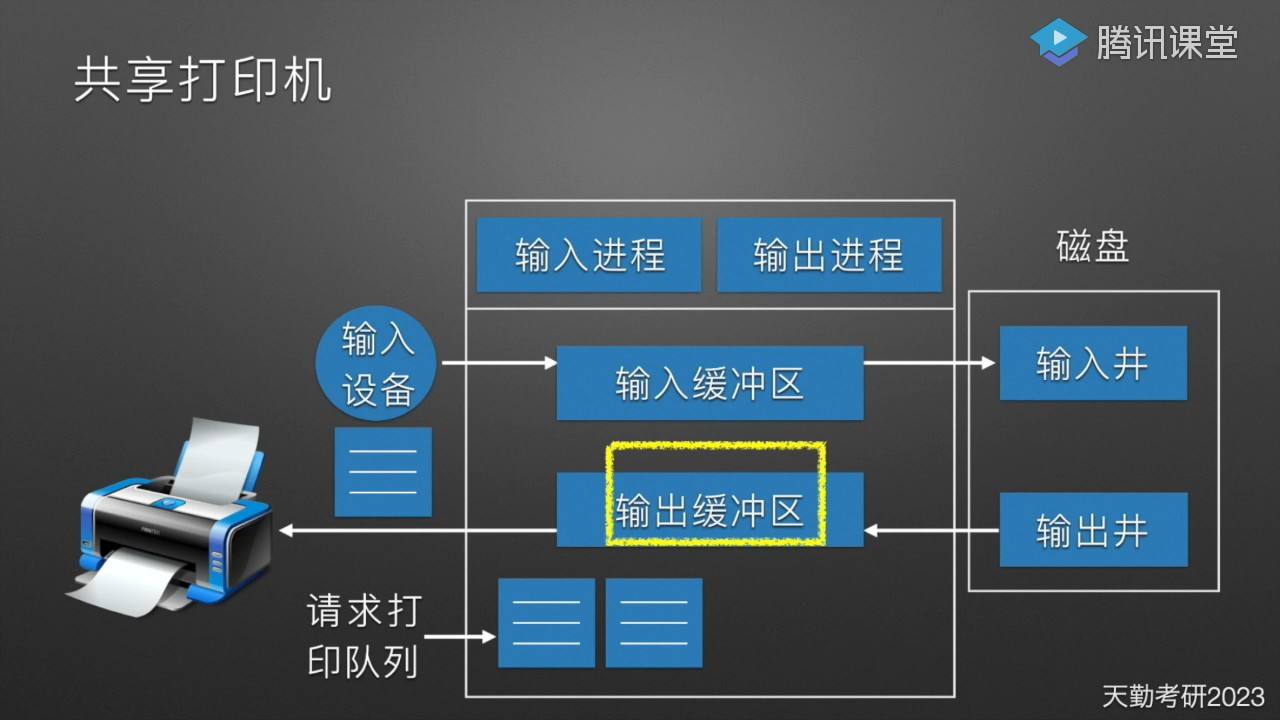 腾讯课堂
共享打印机
输入进程
输出进程
磁盘
输入
设备
输入缓冲区
输入井
输出缓冲区
输出井
请求打
印队列
天勤考研2023